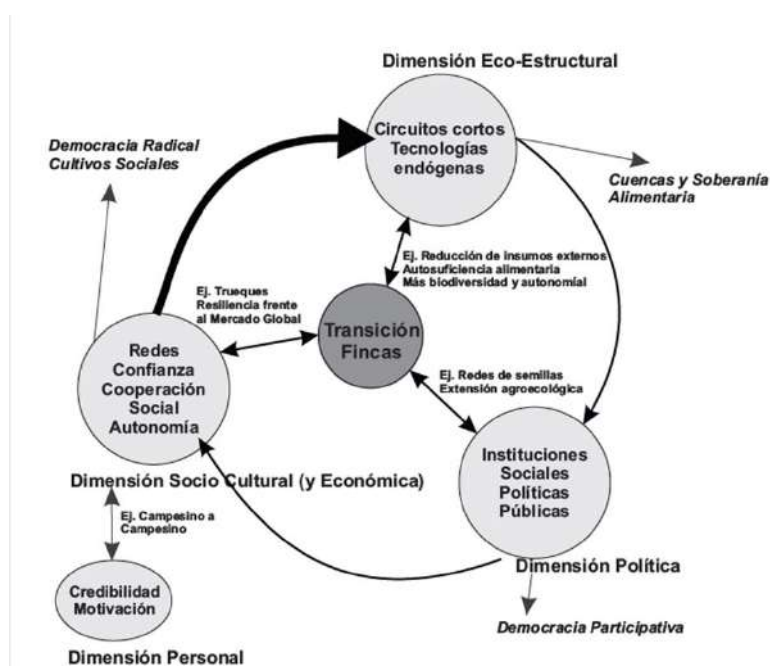 Dimensión Eco-Estructural
Circuitos cortos
Tecnologías
endógenas
Democracia Radical
Cultivos Sociales
Cuencas y Soberanía
Alimentaria
Ej. Reducción de insumos externos
Autosuficiencia alimentaria
Más biodiversidad y autonomíal
Ej. Trueques
Resiliencia frente
al Mercado Global
Transición
Fincas
Redes
Confianza
Cooperación
Social
Autonomía
Ej. Redes de semillas
Extensión agroecológica
Instituciones
Sociales
Políticas
Públicas
Dimensión Socio Cultural (y Económica)
Ej. Campesino a
Campesino
Dimensión Política
Credibilidad
Motivación
Democracia Participativa
Dimensión Personal